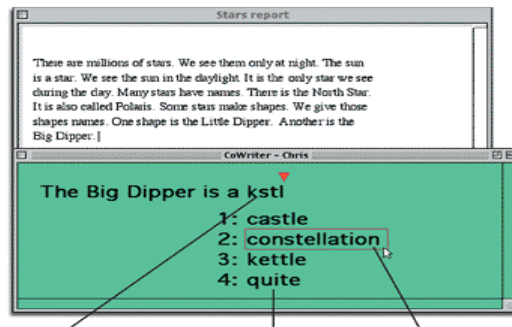 Stars report
There are millions of stars. We see them only at night. The sun
is a star. We see the sun in the daylight. It is the only star we see
during the day. Many stars have names. There is the North Star.
It is also called Polaris. Some stars make shapes. We give those
shapes names. One shape is the Little Dipper. Another is the
Big Dipper.
CoWriter - Chris
The Big Dipper is a kstl
1: castle
2: constellation
3: kettle
4: quite